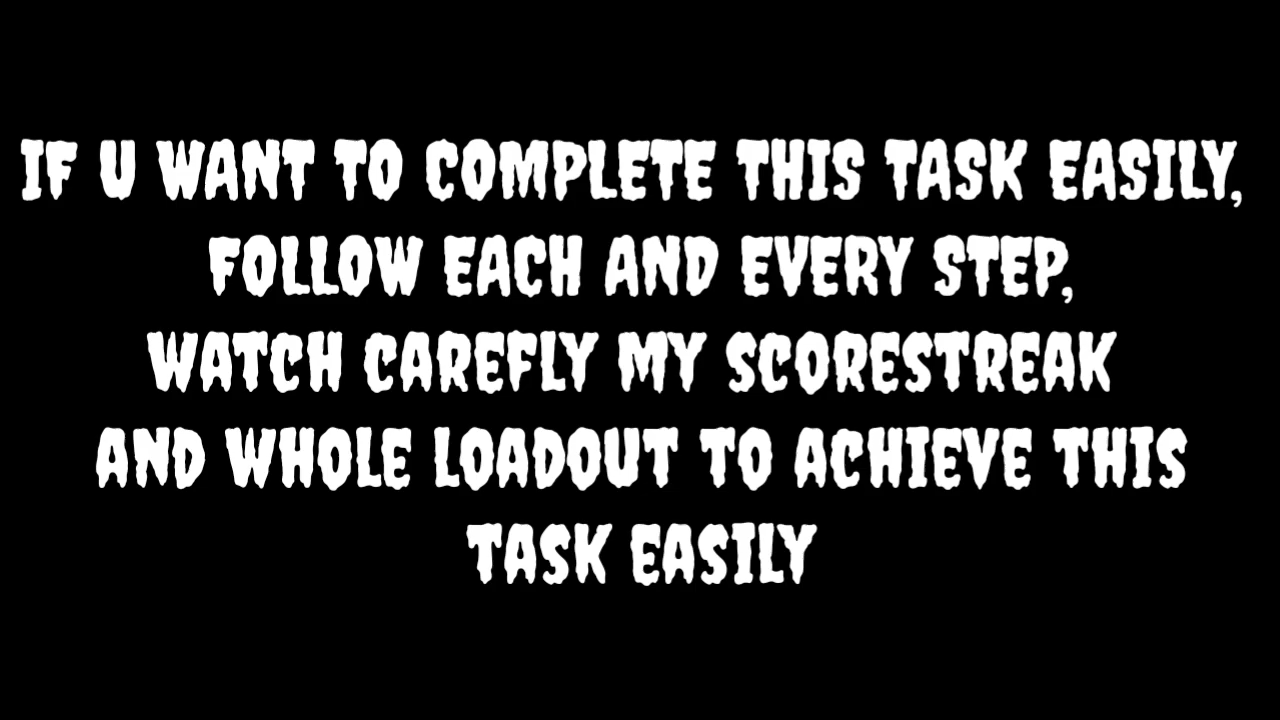 IF U WANT TO COMPLETE THIS TASK EASILY,
FOLLOW EACH AND EVERY STEP,
WATCH CAREFLY MY SCORESTREAK
AND WHOLE LOADOUT TO ACHIEVE THIS
TASK EASILY